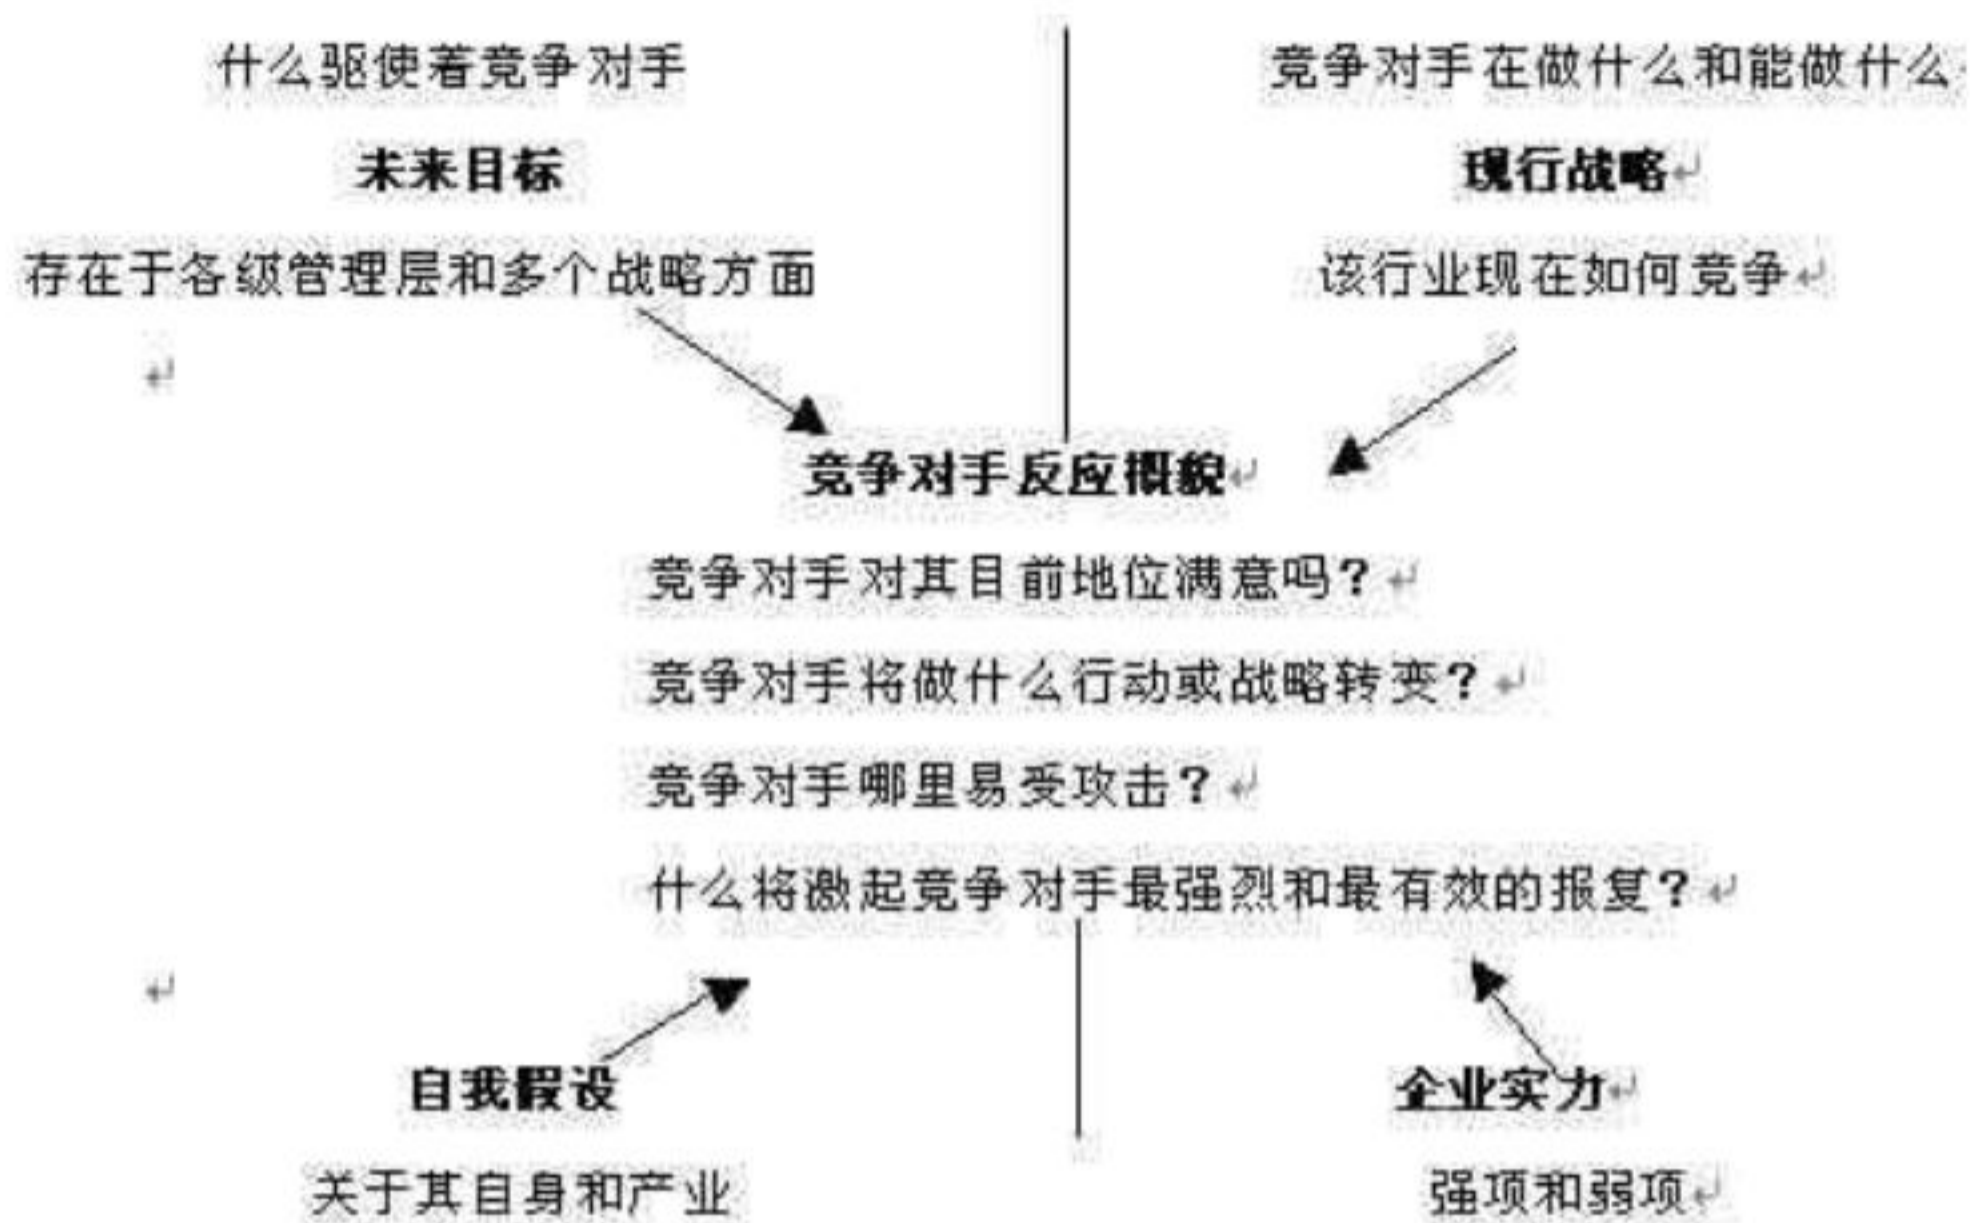 什么驱使着竞争对手
竞争对手在做什么和能做什么
未来目标
现行战略
存在于各级管理层和多个战略方面
该行业现在如何竞争
竞争对手反应概貌
竞争对手对其目前地位满意吗？
竞争对手将做什么行动或战略转变？
竞争对手哪里易受攻击？
什么将激起竞争对手最强烈和最有效的报复？
自我假设
企业实力
关于其自身和产业
强项和弱项